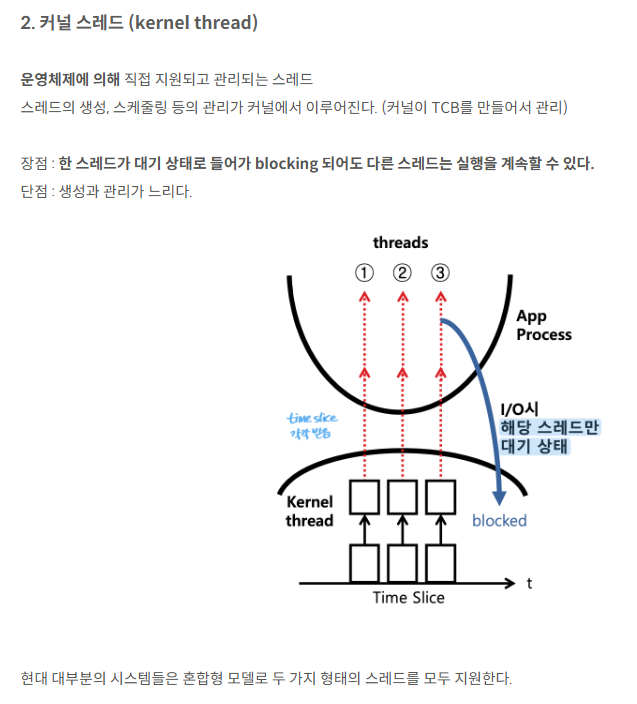 2. 커널 스레드 (kernel thread)
운영체제에 의해 직접 지원되고 관리되는 스레드
스레드의 생성, 스케줄링 등의 관리가 커널에서 이루어진다. (커널이 TCB를 만들어서 관리)
장점 : 한 스레드가 대기 상태로 들어가 blocking 되어도 다른 스레드는 실행을 계속할 수 있다.
단점 : 생성과 관리가 느리다.
threads
① ② ③
App
Process
I/O시
해당 스레드만
대기 상태
time slice
각각 받음
Kernel
thread
blocked
t
Time Slice
현대 대부분의 시스템들은 혼합형 모델로 두 가지 형태의 스레드를 모두 지원한다.